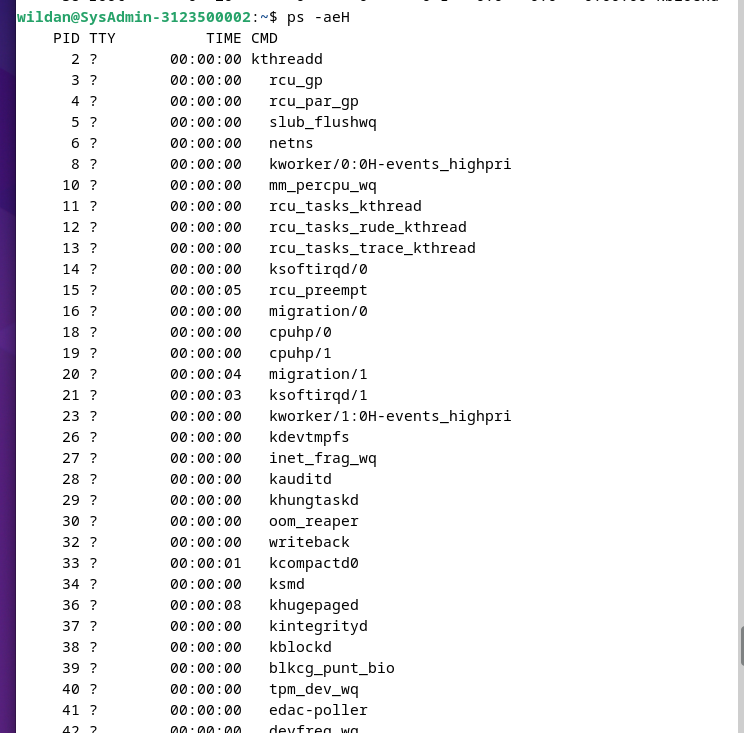 wildan@SysAdmin-3123500002:~$ ps -aeH
PID TTY TIME CMD
2 ? 00:00:00 kthreadd
3 ? 00:00:00 rcu_gp
4 ? 00:00:00 rcu_par_gp
5 ? 00:00:00 slub_flushwq
6 ? 00:00:00 netns
8 ? 00:00:00 kworker/0:0H-events_highpri
10 ? 00:00:00 mm_percpu_wq
11 ? 00:00:00 rcu_tasks_kthread
12 ? 00:00:00 rcu_tasks_rude_kthread
13 ? 00:00:00 rcu_tasks_trace_kthread
14 ? 00:00:00 ksoftirqd/0
15 ? 00:00:05 rcu_preempt
16 ? 00:00:00 migration/0
18 ? 00:00:00 cpuhp/0
19 ? 00:00:00 cpuhp/1
20 ? 00:00:04 migration/1
21 ? 00:00:03 ksoftirqd/1
23 ? 00:00:00 kworker/1:0H-events_highpri
26 ? 00:00:00 kdevtmpfs
27 ? 00:00:00 inet_frag_wq
28 ? 00:00:00 kauditd
29 ? 00:00:00 khungtaskd
30 ? 00:00:00 oom_reaper
32 ? 00:00:00 writeback
33 ? 00:00:01 kcompactd0
34 ? 00:00:00 ksmd
36 ? 00:00:08 khugepaged
37 ? 00:00:00 kintegrityd
38 ? 00:00:00 kblockd
39 ? 00:00:00 blkcg_punt_bio
40 ? 00:00:00 tpm_dev_wq
41 ? 00:00:00 edac-poller
42 ? 00:00:00 devfreq_wq